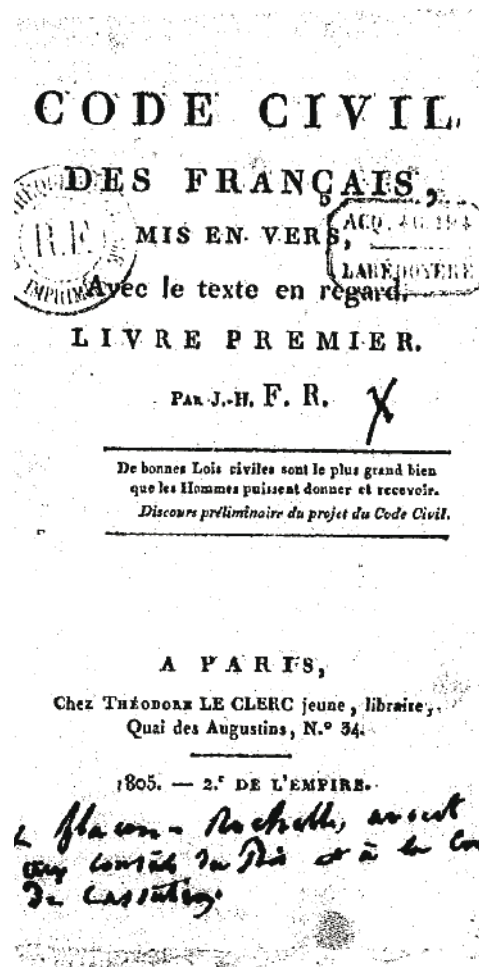 CODE CIVIL
DES FRANÇAIS,
MIS EN VERS,
Avec le texte en regard.
LIVRE PREMIER.
PAR J.-H. F. R.
De bonnes Lois civiles sont le plus grand bien
que les Hommes puissent donner et recevoir.
Discours préliminaire du projet du Code Civil.
A PARIS,
Chez THÉODORE LE CLERC jeune, libraire,
Quai des Augustins, N.º 34.
1805. — 2.e DE L'EMPIRE.
R.F.
ACQ.
LABÉDOYÈRE
flacon-Rochelle, avocat
aux conseils du Roi et à la Cour
De Cassation.